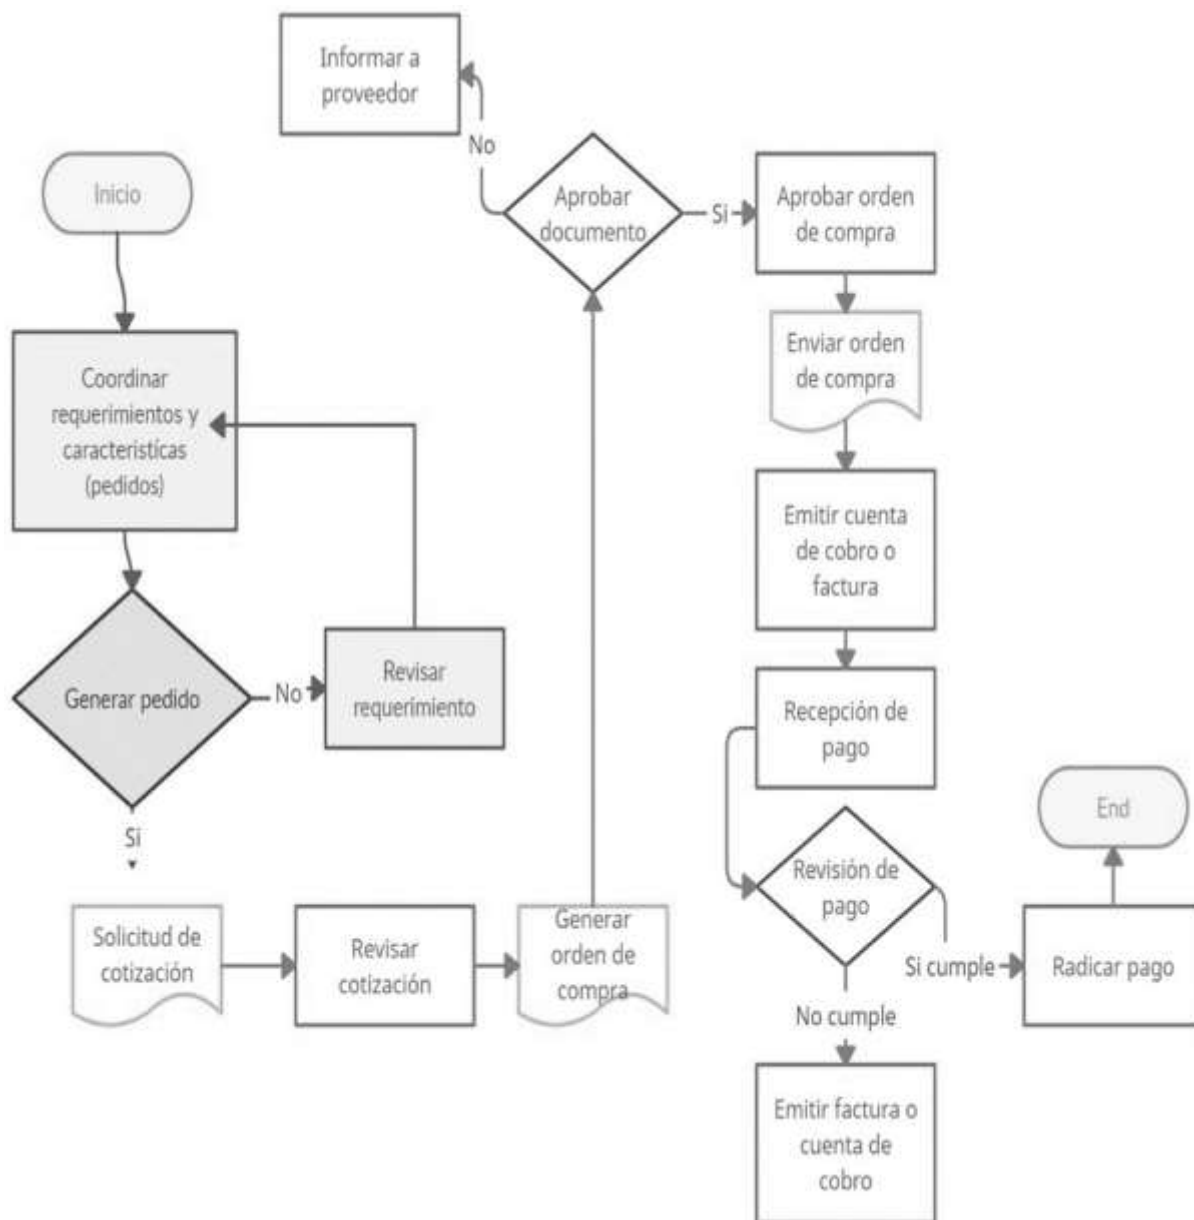 Informar a
proveedor
No
Inicio
Aprobar
documento
Si
Aprobar orden
de compra
Enviar orden
de compra
Coordinar
requerimientos y
caracteristícas
(pedidos)
Emitir cuenta
de cobro o
factura
Generar pedido
No
Revisar
requerimiento
Recepción de
pago
Si
End
Revisión de
pago
Solicitud de
cotización
Revisar
cotización
Generar
orden de
compra
Si cumple
Radicar pago
No cumple
Emitir factura o
cuenta de
cobro